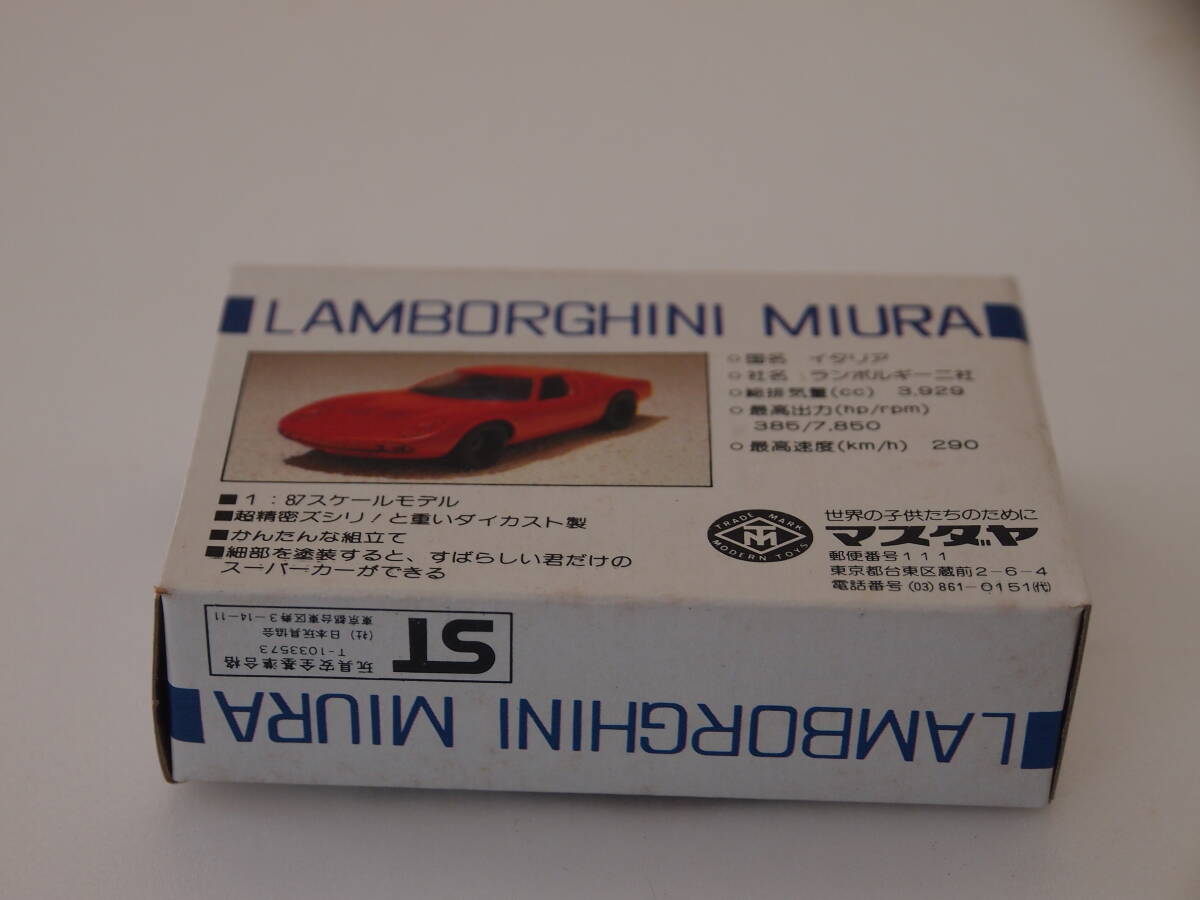 LAMBORGHINI MIURA
○国名 イタリア
○社名 ランボルギーニ社
○総排気量(cc) 3,929
○最高出力(hp/rpm)
385/7,850
○最高速度(km/h) 290
■1:87スケールモデル
■超精密ズシリ!と重いダイカスト製
■かんたんな組立て
■細部を塗装すると、すばらしい君だけの
スーパーカーができる
TRADE MARK
TM
MODERN TOYS
世界の子供たちのために
マスダヤ
郵便番号111
東京都台東区蔵前2-6-4
電話番号(03)861-0151(代)
ST
玩具安全基準合格
T-1033573
(社)日本玩具協会
東京都台東区寿3-14-11
LAMBORGHINI MIURA